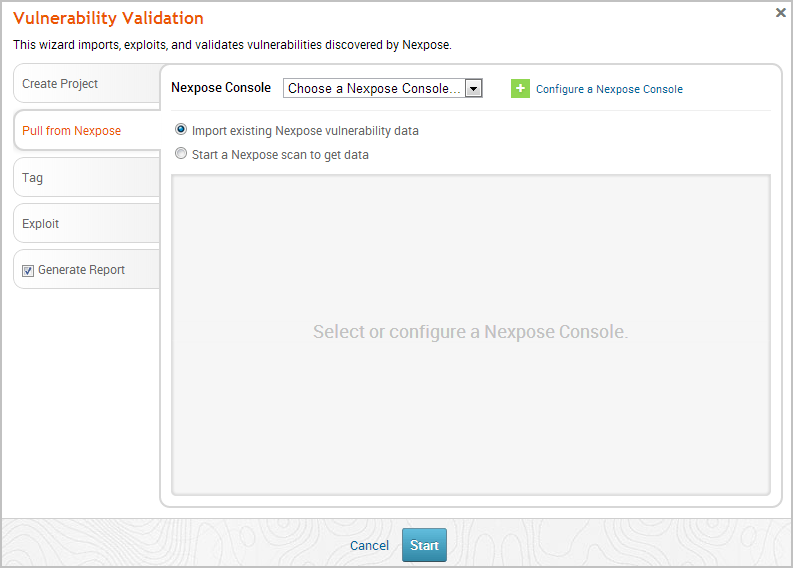 Vulnerability Validation
This wizard imports, exploits, and validates vulnerabilities discovered by Nexpose.
Create Project
Pull from Nexpose
Tag
Exploit
Generate Report
Nexpose Console
Choose a Nexpose Console...
Configure a Nexpose Console
Import existing Nexpose vulnerability data
Start a Nexpose scan to get data
Select or configure a Nexpose Console.
Cancel
Start